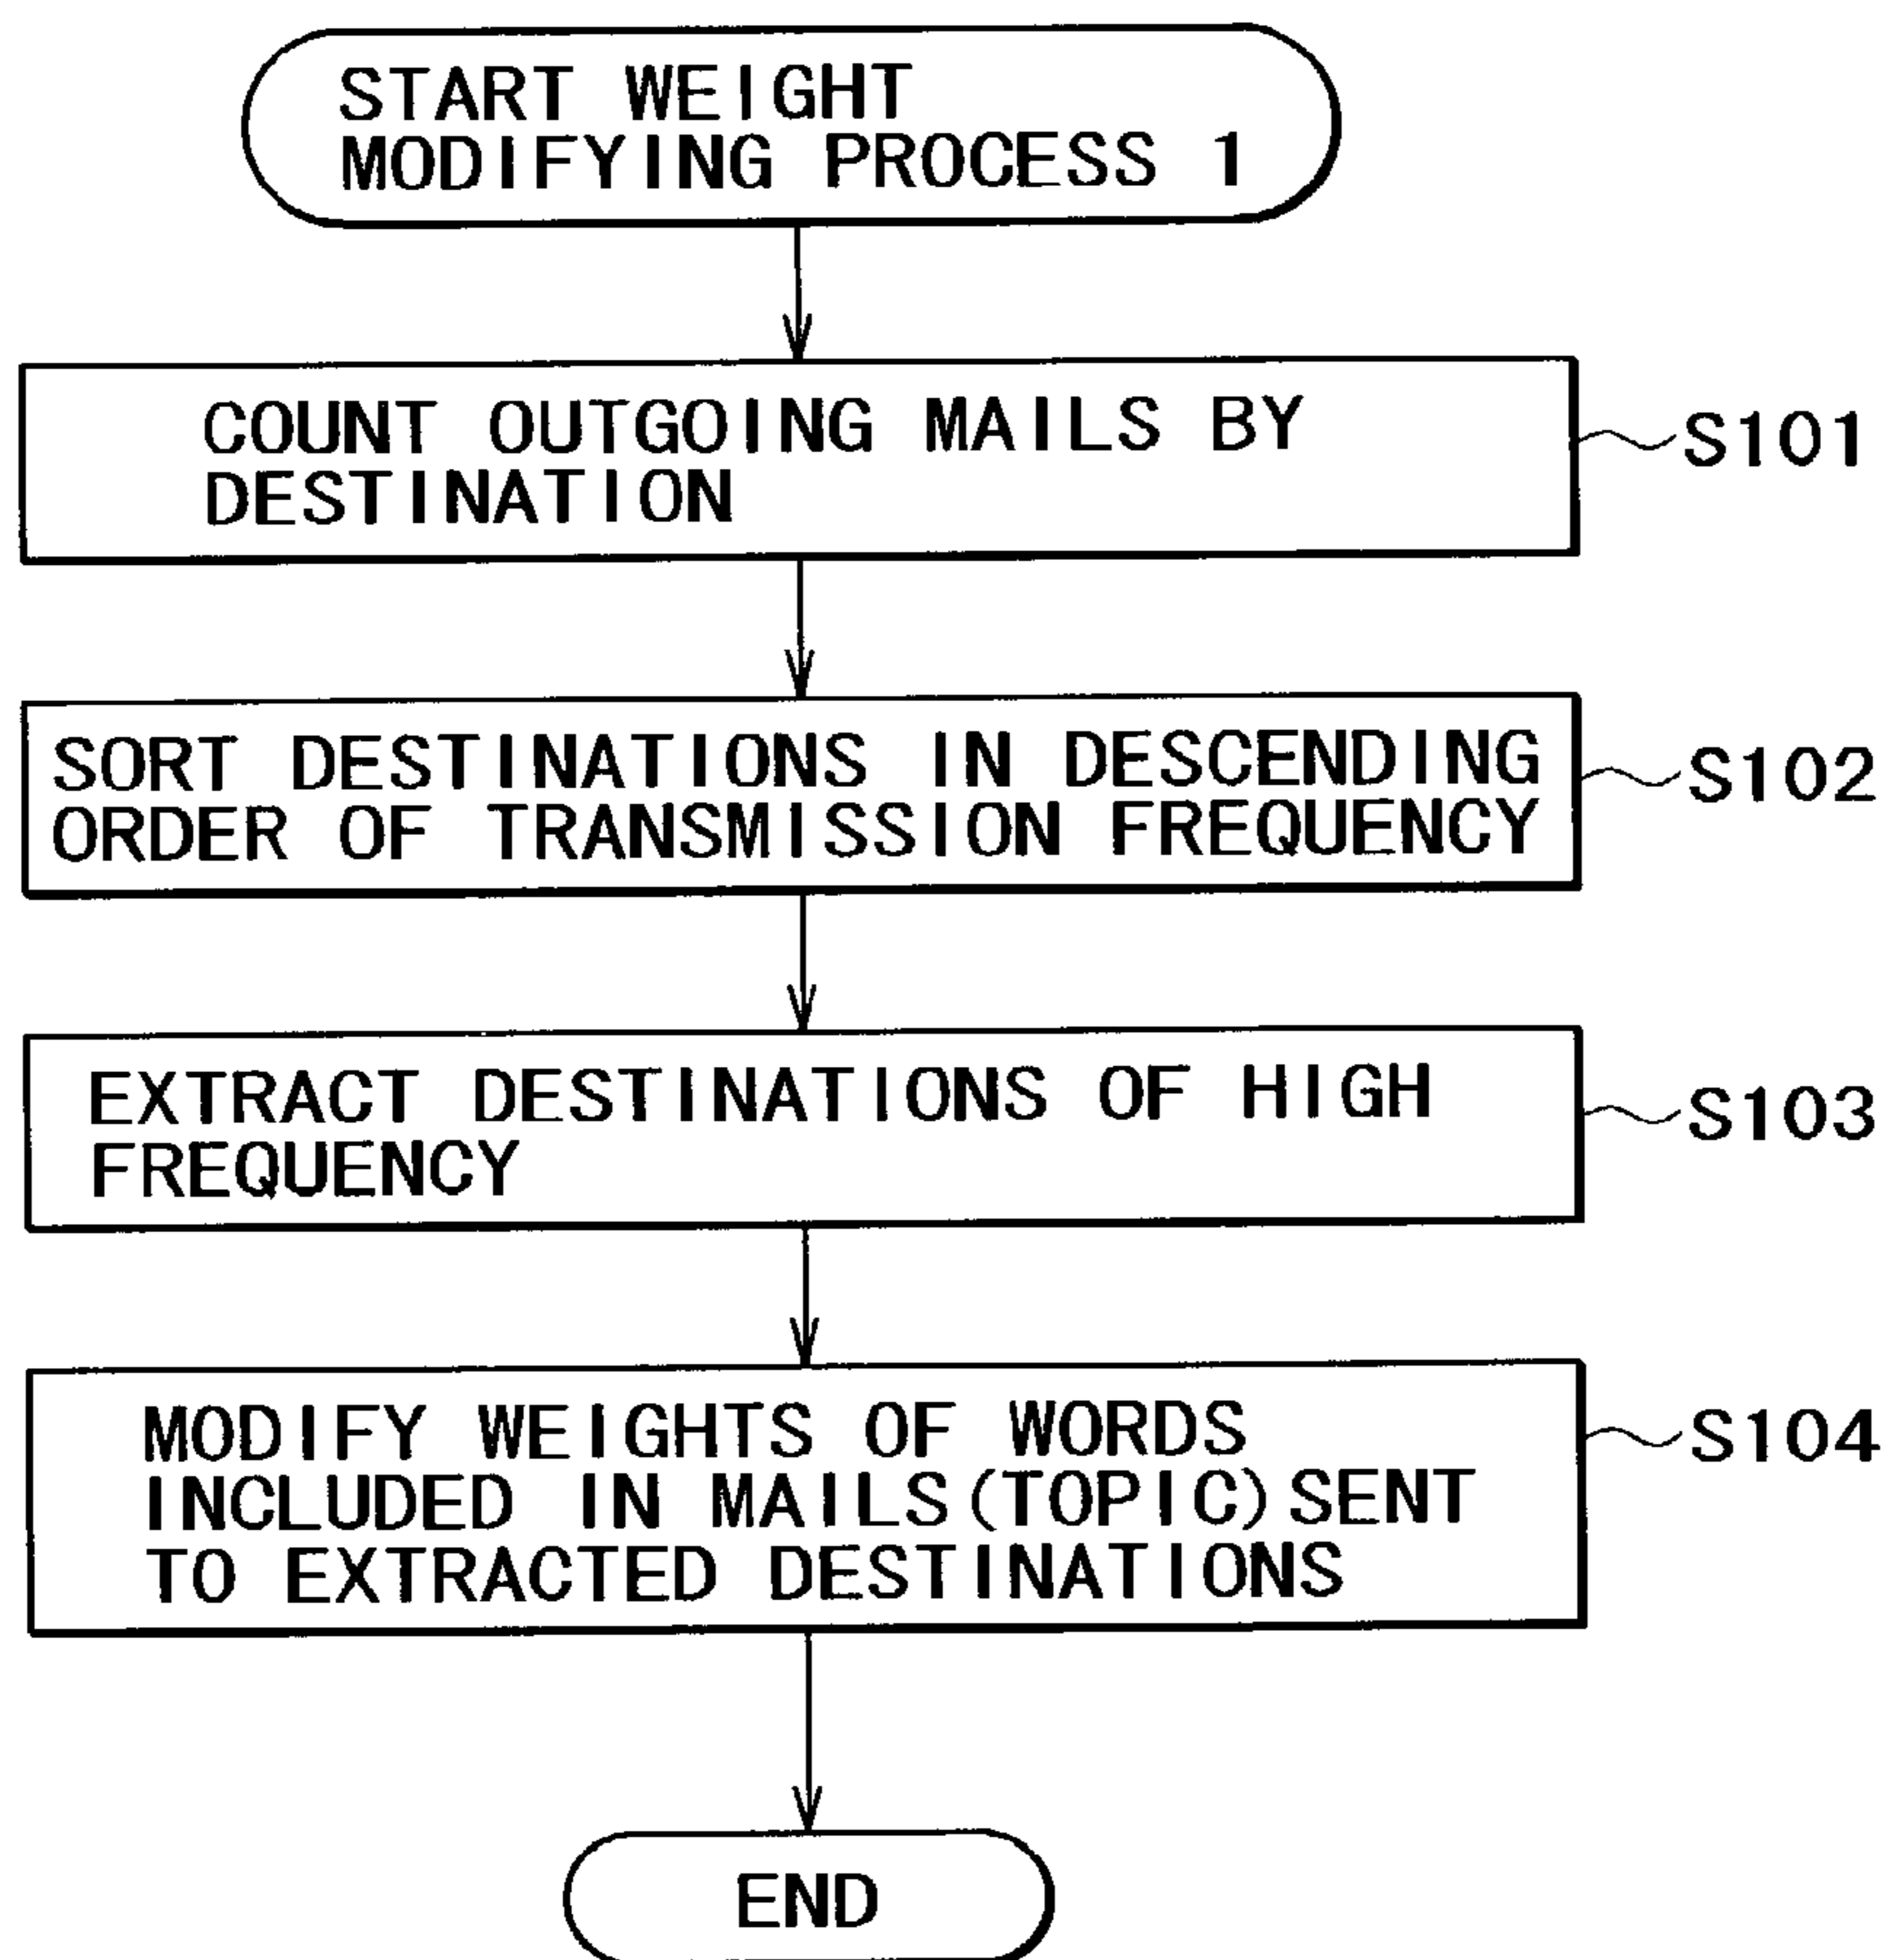 START WEIGHT
MODIFYING PROCESS 1
COUNT OUTGOING MAILS BY
DESTINATION
S101
SORT DESTINATIONS IN DESCENDING
ORDER OF TRANSMISSION FREQUENCY
S102
EXTRACT DESTINATIONS OF HIGH
FREQUENCY
S103
MODIFY WEIGHTS OF WORDS
INCLUDED IN MAILS(TOPIC)SENT
TO EXTRACTED DESTINATIONS
S104
END